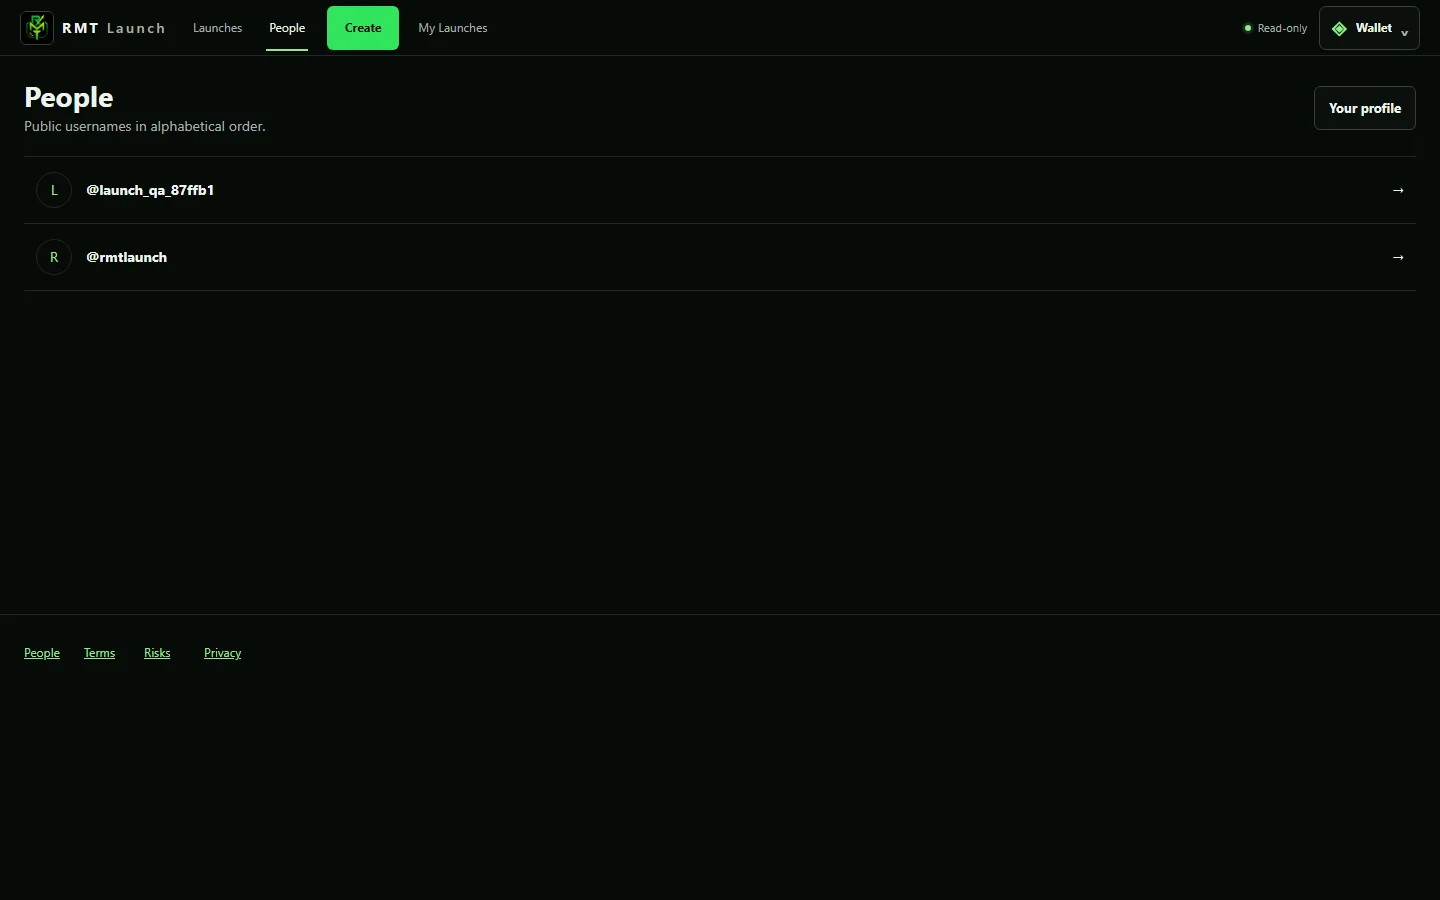 RMT Launch Launches People Create My Launches Read-only Wallet
People
Your profile
Public usernames in alphabetical order.
L @launch_qa_87ffb1 →
R @rmtlaunch →
People Terms Risks Privacy